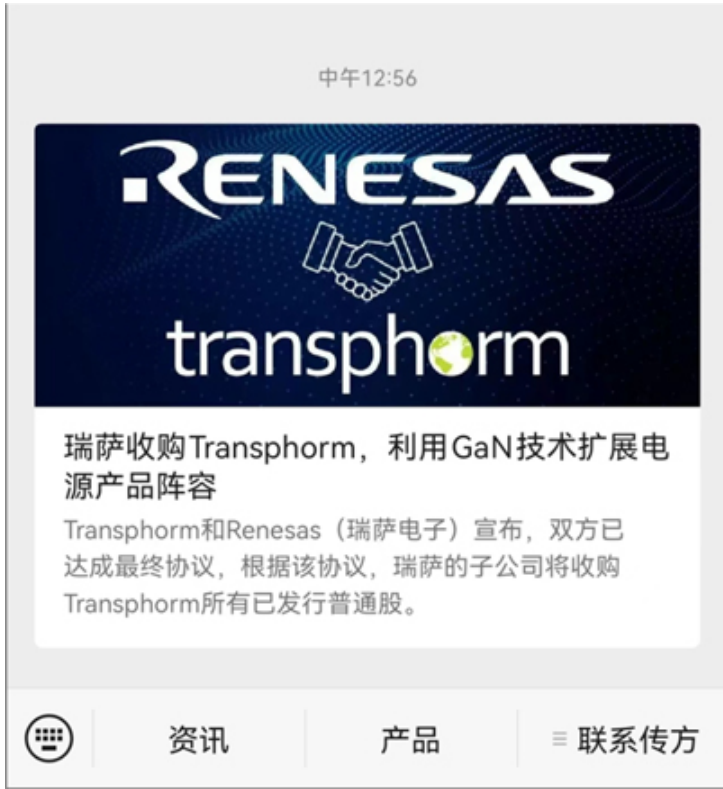 中午12:56
RENESAS
transphorm
瑞萨收购Transphorm，利用GaN技术扩展电
源产品阵容
Transphorm和Renesas（瑞萨电子）宣布，双方已
达成最终协议，根据该协议，瑞萨的子公司将收购
Transphorm所有已发行普通股。
资讯
产品
联系传方